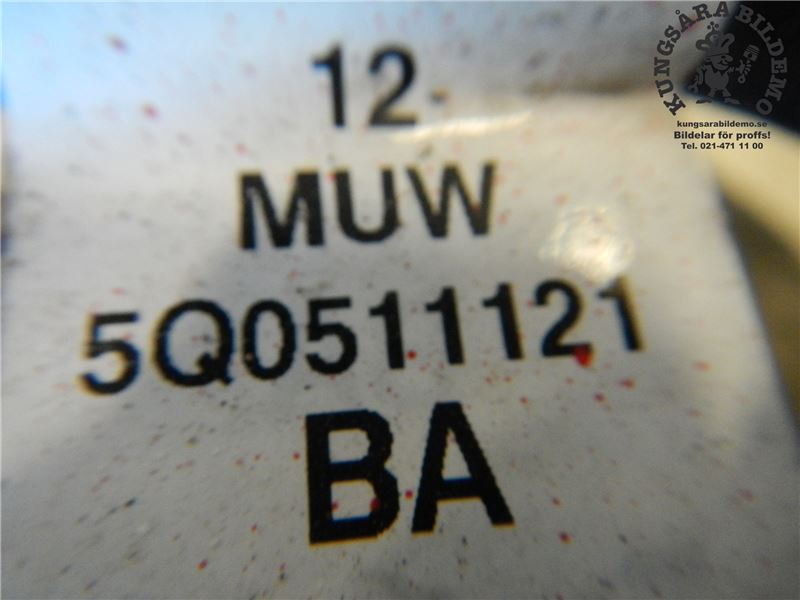 12-
MUW
5Q0511121
BA
KUNGSÅRA BILDEMO
kungsarabildemo.se
Bildelar för proffs!
Tel. 021-471 11 00